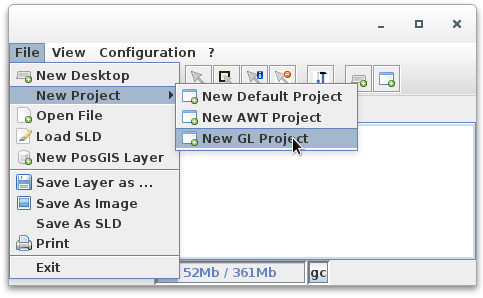 File View Configuration ?
New Desktop
New Project
New Default Project
New AWT Project
New GL Project
Open File
Load SLD
New PosGIS Layer
Save Layer as ...
Save As Image
Save As SLD
Print
Exit
52Mb / 361Mb gc